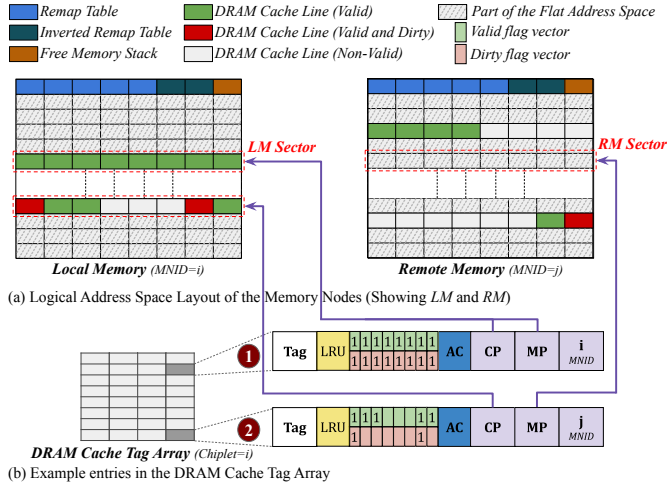 Remap Table
DRAM Cache Line (Valid)
Part of the Flat Address Space
Inverted Remap Table
DRAM Cache Line (Valid and Dirty)
Valid flag vector
Free Memory Stack
DRAM Cache Line (Non-Valid)
Dirty flag vector
LM Sector
RM Sector
Local Memory (MNID=i)
Remote Memory (MNID=j)
(a) Logical Address Space Layout of the Memory Nodes (Showing LM and RM)
1
Tag
LRU
1 1 1 1 1 1 1 1
1 1 1 1 1 1 1 1
AC
CP
MP
i
MNID
2
Tag
LRU
1 1 1 1 1
1 1
AC
CP
MP
j
MNID
DRAM Cache Tag Array (Chiplet=i)
(b) Example entries in the DRAM Cache Tag Array